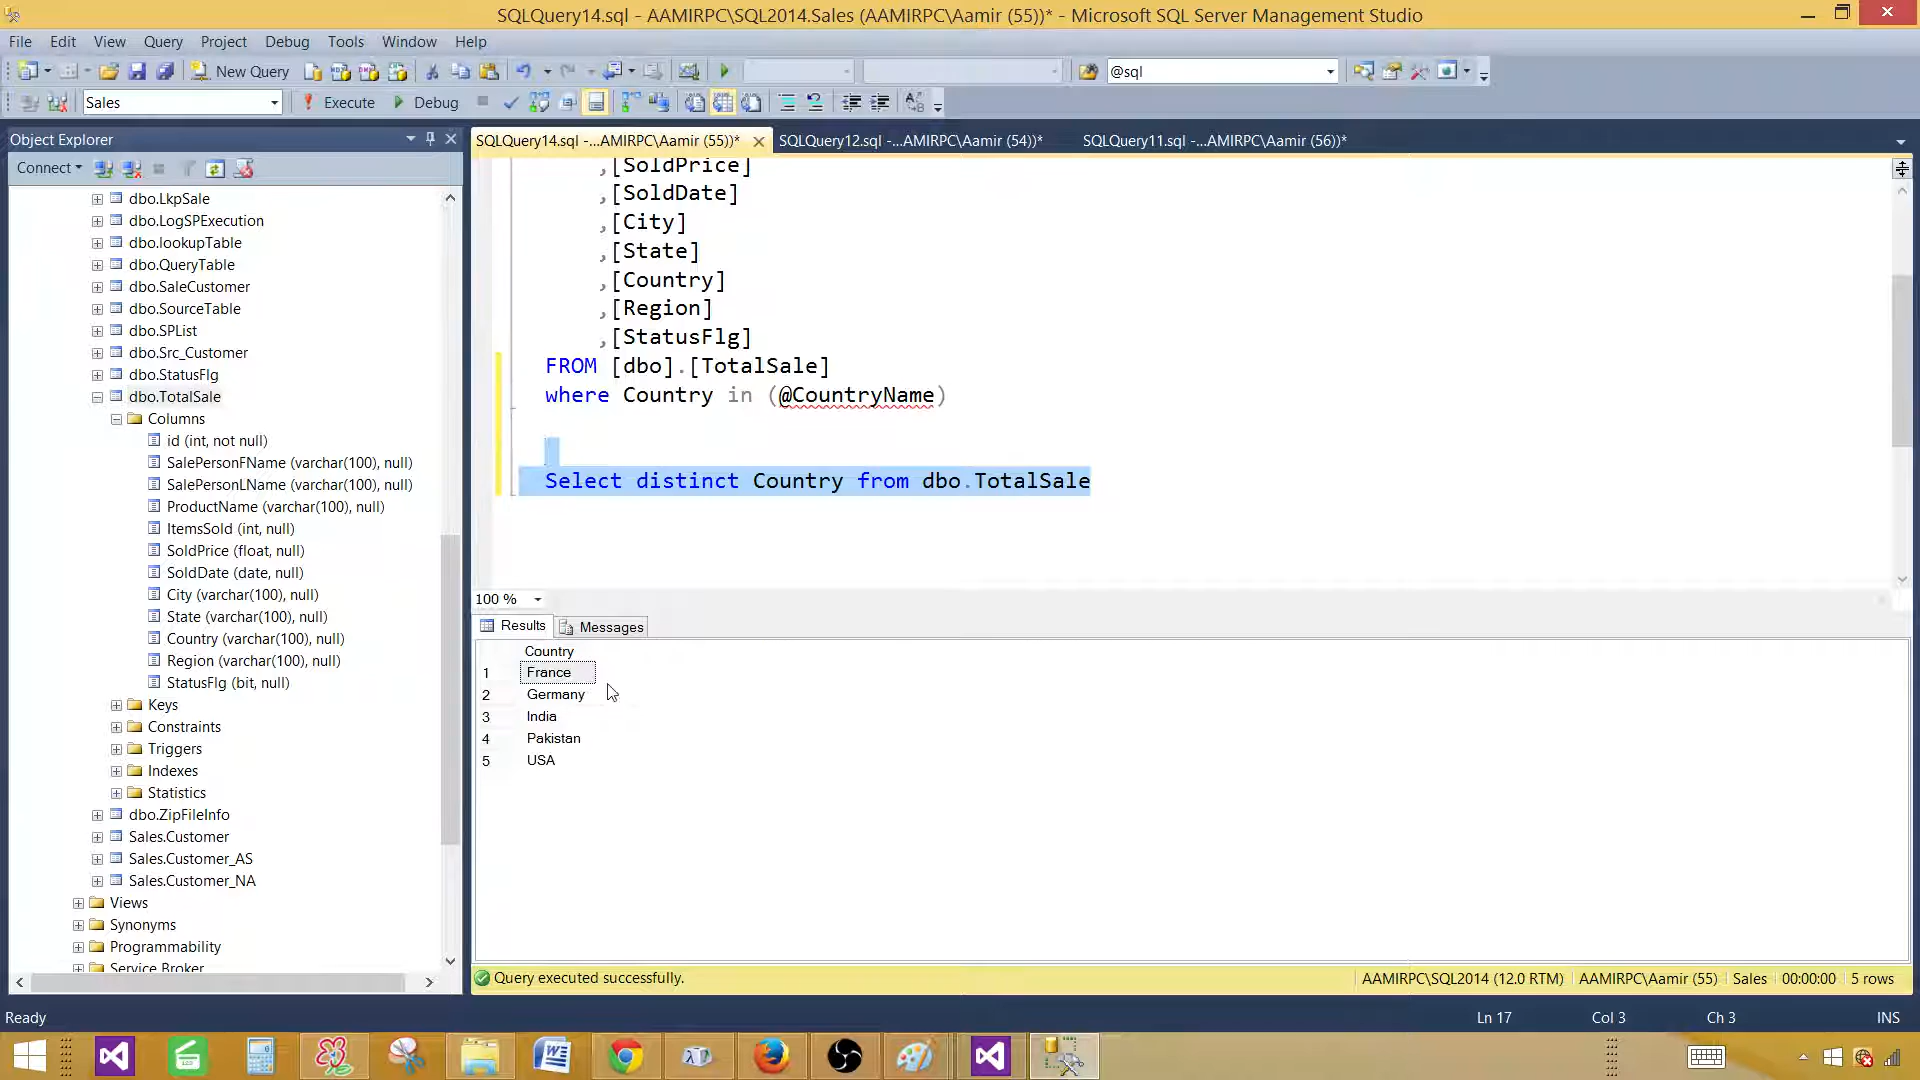 SQLQuery14.sql - AAMIRPC\SQL2014.Sales (AAMIRPC\Aamir (55))* - Microsoft SQL Server Management Studio
File Edit View Query Project Debug Tools Window Help
New Query @sql
Sales Execute Debug
Object Explorer
SQLQuery14.sql -...AMIRPC\Aamir (55))* SQLQuery12.sql -...AMIRPC\Aamir (54))* SQLQuery11.sql -...AMIRPC\Aamir (56))*
Connect
dbo.LkpSale
dbo.LogSPExecution
dbo.lookupTable
dbo.QueryTable
dbo.SaleCustomer
dbo.SourceTable
dbo.SPList
dbo.Src_Customer
dbo.StatusFlg
dbo.TotalSale
Columns
id (int, not null)
SalePersonFName (varchar(100), null)
SalePersonLName (varchar(100), null)
ProductName (varchar(100), null)
ItemsSold (int, null)
SoldPrice (float, null)
SoldDate (date, null)
City (varchar(100), null)
State (varchar(100), null)
Country (varchar(100), null)
Region (varchar(100), null)
StatusFlg (bit, null)
Keys
Constraints
Triggers
Indexes
Statistics
dbo.ZipFileInfo
Sales.Customer
Sales.Customer_AS
Sales.Customer_NA
Views
Synonyms
Programmability
Service Broker
,[SoldPrice]
,[SoldDate]
,[City]
,[State]
,[Country]
,[Region]
,[StatusFlg]
FROM [dbo].[TotalSale]
where Country in (@CountryName)
Select distinct Country from dbo.TotalSale
100 %
Results Messages
Country
1 France
2 Germany
3 India
4 Pakistan
5 USA
Query executed successfully. AAMIRPC\SQL2014 (12.0 RTM) AAMIRPC\Aamir (55) Sales 00:00:00 5 rows
Ready Ln 17 Col 3 Ch 3 INS